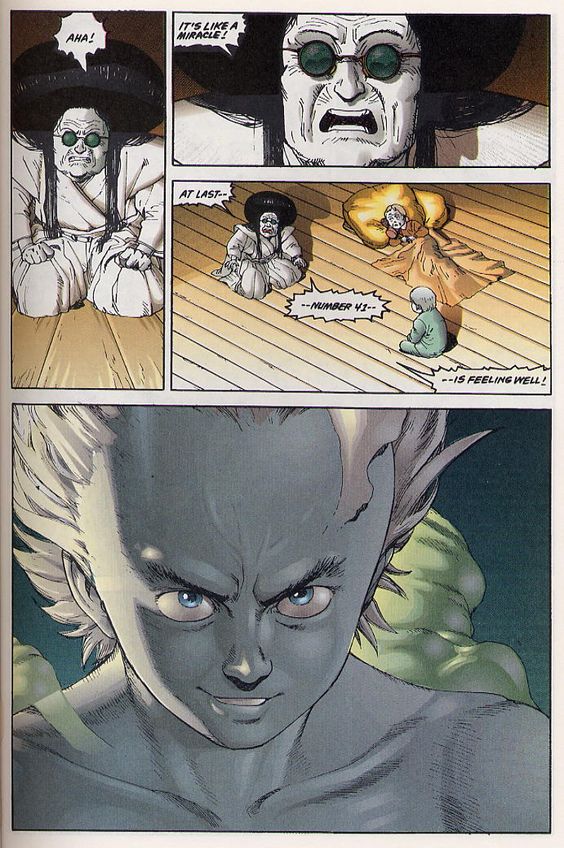 AHA!
IT'S LIKE A
MIRACLE!
AT LAST--
--NUMBER 41--
--IS FEELING WELL!